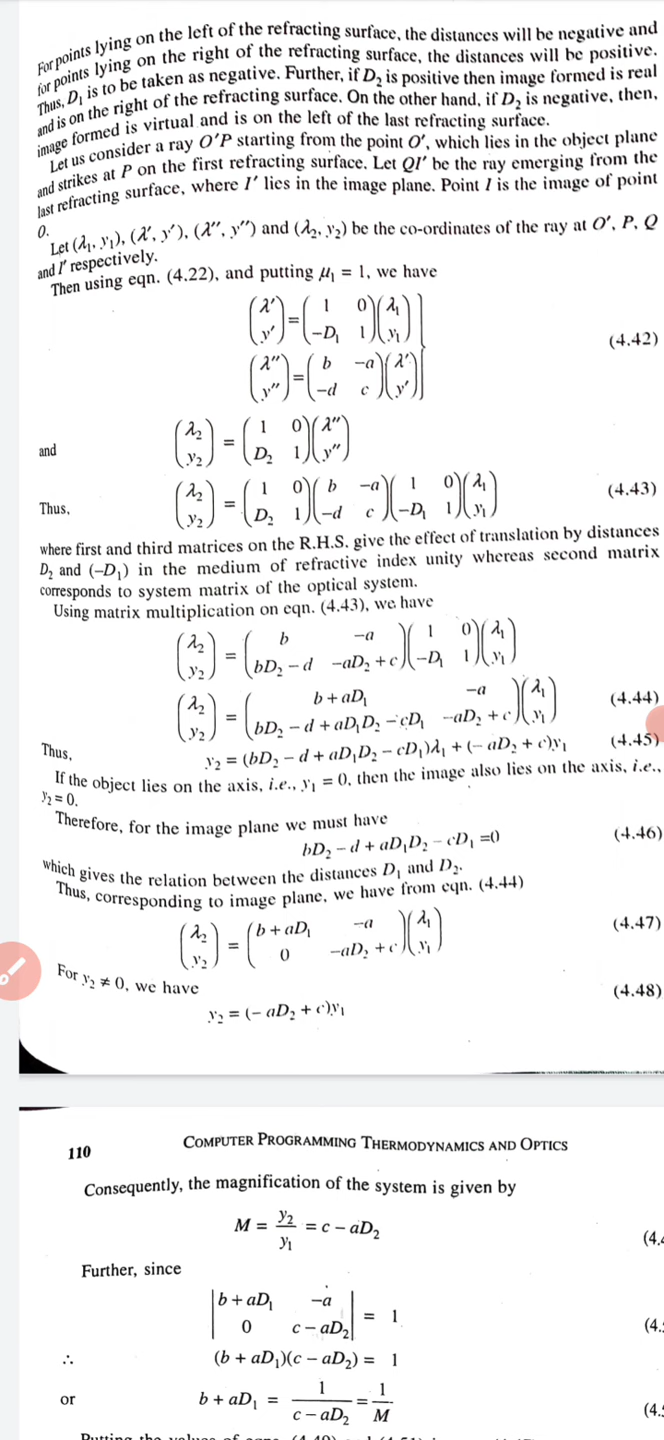 For points lying on the left of the refracting surface, the distances will be negative and
for points lying on the right of the refracting surface, the distances will be positive.
Thus, D₁ is to be taken as negative. Further, if D₂ is positive then image formed is real
and is on the right of the refracting surface. On the other hand, if D₂ is negative, then,
image formed is virtual and is on the left of the last refracting surface.
Let us consider a ray O′P starting from the point O′, which lies in the object plane
and strikes at P on the first refracting surface. Let QI′ be the ray emerging from the
last refracting surface, where I′ lies in the image plane. Point I is the image of point
0.
Let (λ₁, y₁), (λ′, y′), (λ″, y″) and (λ₂, y₂) be the co-ordinates of the ray at O′, P, Q
and I′ respectively.
Then using eqn. (4.22), and putting μ₁ = 1, we have
(λ′ ; y′) = (1 0 ; −D₁ 1)(λ₁ ; y₁)
(4.42)
(λ″ ; y″) = (b −a ; −d c)(λ′ ; y′)
and (λ₂ ; y₂) = (1 0 ; D₂ 1)(λ″ ; y″)
Thus, (λ₂ ; y₂) = (1 0 ; D₂ 1)(b −a ; −d c)(1 0 ; −D₁ 1)(λ₁ ; y₁) (4.43)
where first and third matrices on the R.H.S. give the effect of translation by distances
D₂ and (−D₁) in the medium of refractive index unity whereas second matrix
corresponds to system matrix of the optical system.
Using matrix multiplication on eqn. (4.43), we have
(λ₂ ; y₂) = (b −a ; bD₂ − d −aD₂ + c)(1 0 ; −D₁ 1)(λ₁ ; y₁)
(λ₂ ; y₂) = (b + aD₁ −a ; bD₂ − d + aD₁D₂ − cD₁ −aD₂ + c)(λ₁ ; y₁) (4.44)
Thus, y₂ = (bD₂ − d + aD₁D₂ − cD₁)λ₁ + (− aD₂ + c)y₁ (4.45)
If the object lies on the axis, i.e., y₁ = 0, then the image also lies on the axis, i.e.,
y₂ = 0.
Therefore, for the image plane we must have
bD₂ − d + aD₁D₂ − cD₁ =0 (4.46)
which gives the relation between the distances D₁ and D₂.
Thus, corresponding to image plane, we have from eqn. (4.44)
(λ₂ ; y₂) = (b + aD₁ −a ; 0 −aD₂ + c)(λ₁ ; y₁) (4.47)
For y₂ ≠ 0, we have
y₂ = (− aD₂ + c)y₁ (4.48)
110 COMPUTER PROGRAMMING THERMODYNAMICS AND OPTICS
Consequently, the magnification of the system is given by
M = y₂/y₁ = c − aD₂ (4.
Further, since
|b + aD₁ −a ; 0 c − aD₂| = 1 (4.
∴ (b + aD₁)(c − aD₂) = 1
or b + aD₁ = 1/(c − aD₂) = 1/M (4.